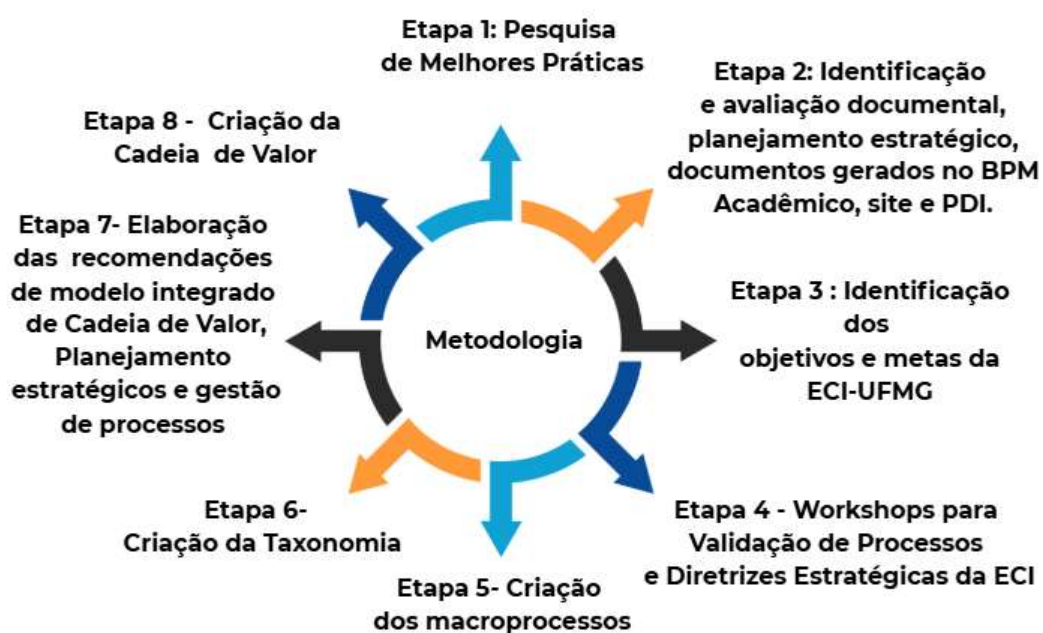 Etapa 1: Pesquisa
de Melhores Práticas
Etapa 2: Identificação
e avaliação documental,
planejamento estratégico,
documentos gerados no BPM
Acadêmico, site e PDI.
Etapa 3 : Identificação
dos
objetivos e metas da
ECI-UFMG
Etapa 4 - Workshops para
Validação de Processos
e Diretrizes Estratégicas da ECI
Etapa 5- Criação
dos macroprocessos
Etapa 6-
Criação da Taxonomia
Etapa 7- Elaboração
das recomendações
de modelo integrado
de Cadeia de Valor,
Planejamento
estratégicos e gestão
de processos
Etapa 8 - Criação da
Cadeia de Valor
Metodologia